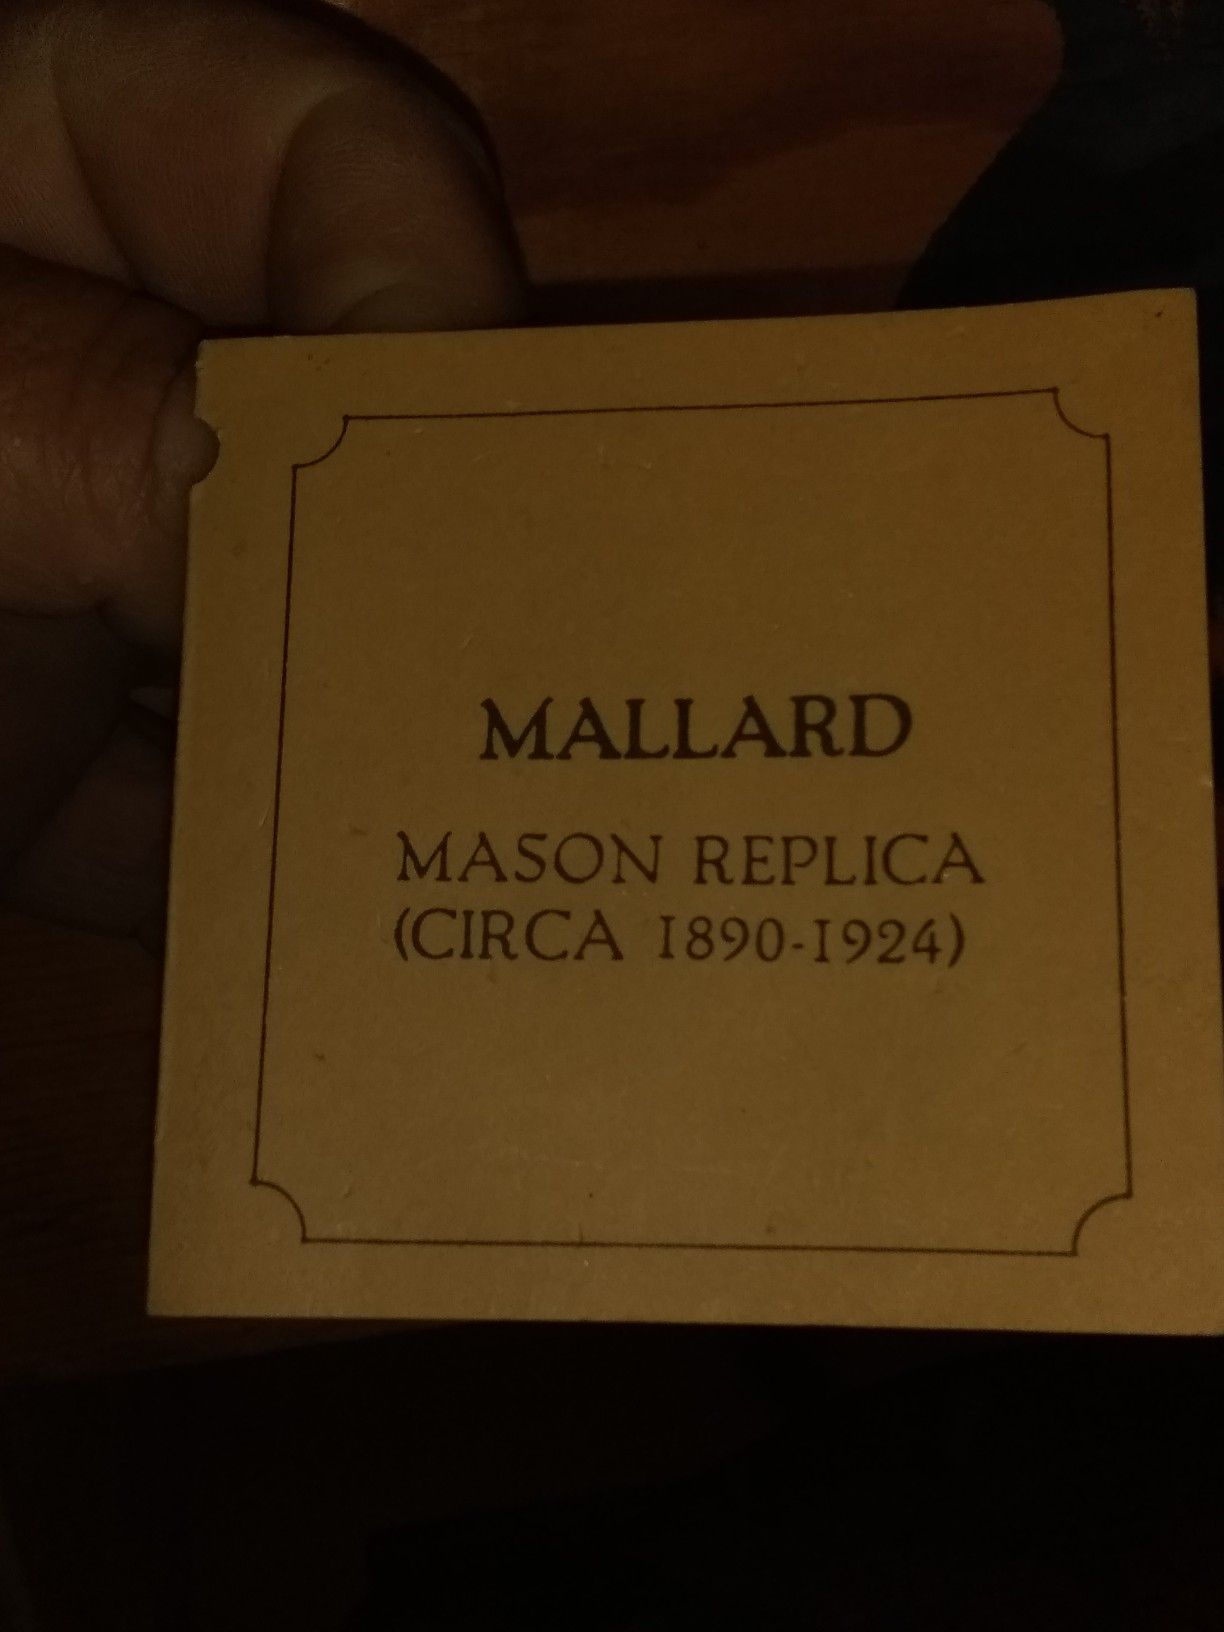 MALLARD
MASON REPLICA
(CIRCA 1890-1924)